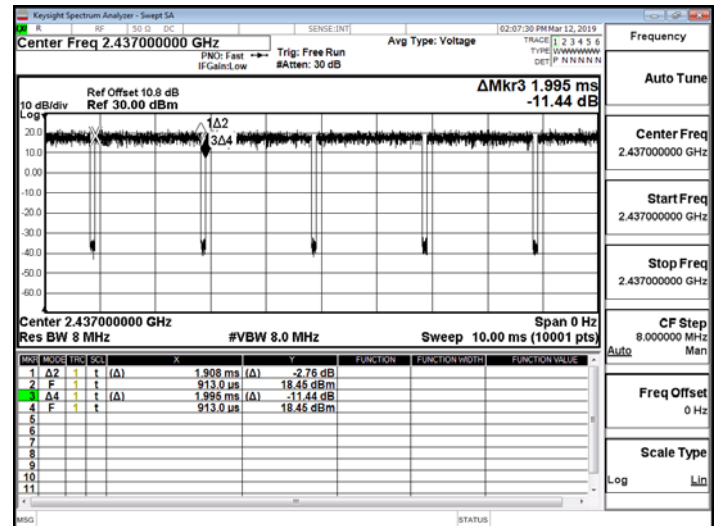 Keysight Spectrum Analyzer - Swept SA
R RF 50 Ω DC SENSE:INT 02:07:30 PM Mar 12, 2019
Center Freq 2.437000000 GHz
PNO: Fast
IFGain:Low
Trig: Free Run
#Atten: 30 dB
Avg Type: Voltage
TRACE 1 2 3 4 5 6
TYPE WWWWWW
DET P N N N N N
ΔMkr3 1.995 ms
-11.44 dB
Ref Offset 10.8 dB
10 dB/div Ref 30.00 dBm
Log
1Δ2
3Δ4
20.0
10.0
0.00
-10.0
-20.0
-30.0
-40.0
-50.0
-60.0
Center 2.437000000 GHz Span 0 Hz
Res BW 8 MHz #VBW 8.0 MHz Sweep 10.00 ms (10001 pts)
MKR MODE TRC SCL X Y FUNCTION FUNCTION WIDTH FUNCTION VALUE
1 Δ2 1 t (Δ) 1.908 ms (Δ) -2.76 dB
2 F 1 t 913.0 µs 18.45 dBm
3 Δ4 1 t (Δ) 1.995 ms (Δ) -11.44 dB
4 F 1 t 913.0 µs 18.45 dBm
5
6
7
8
9
10
11
MSG STATUS
Frequency
Auto Tune
Center Freq
2.437000000 GHz
Start Freq
2.437000000 GHz
Stop Freq
2.437000000 GHz
CF Step
8.000000 MHz
Auto Man
Freq Offset
0 Hz
Scale Type
Log Lin